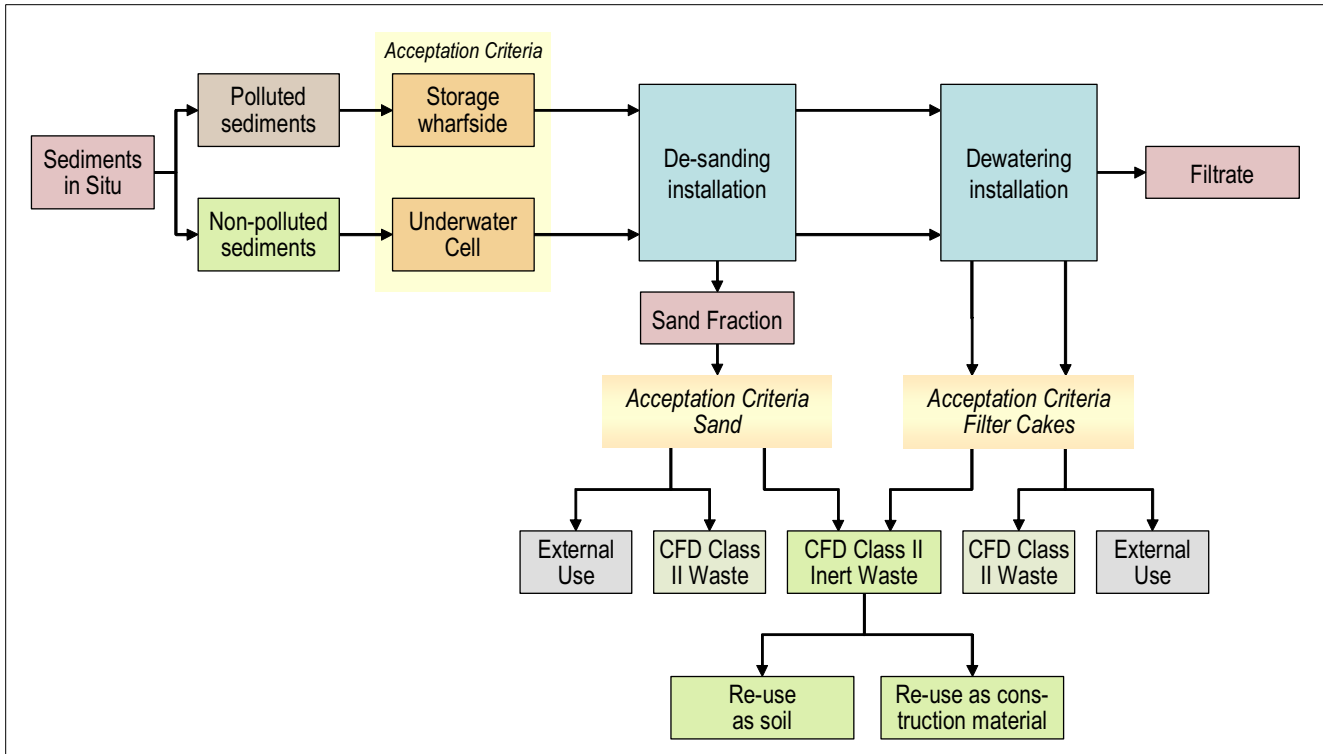 Acceptation Criteria
Polluted
sediments
Storage
wharfside
Sediments
in Situ
De-sanding
installation
Dewatering
installation
Filtrate
Non-polluted
sediments
Underwater
Cell
Sand Fraction
Acceptation Criteria
Sand
Acceptation Criteria
Filter Cakes
External
Use
CFD Class
II Waste
CFD Class II
Inert Waste
CFD Class
II Waste
External
Use
Re-use
as soil
Re-use as cons-
truction material